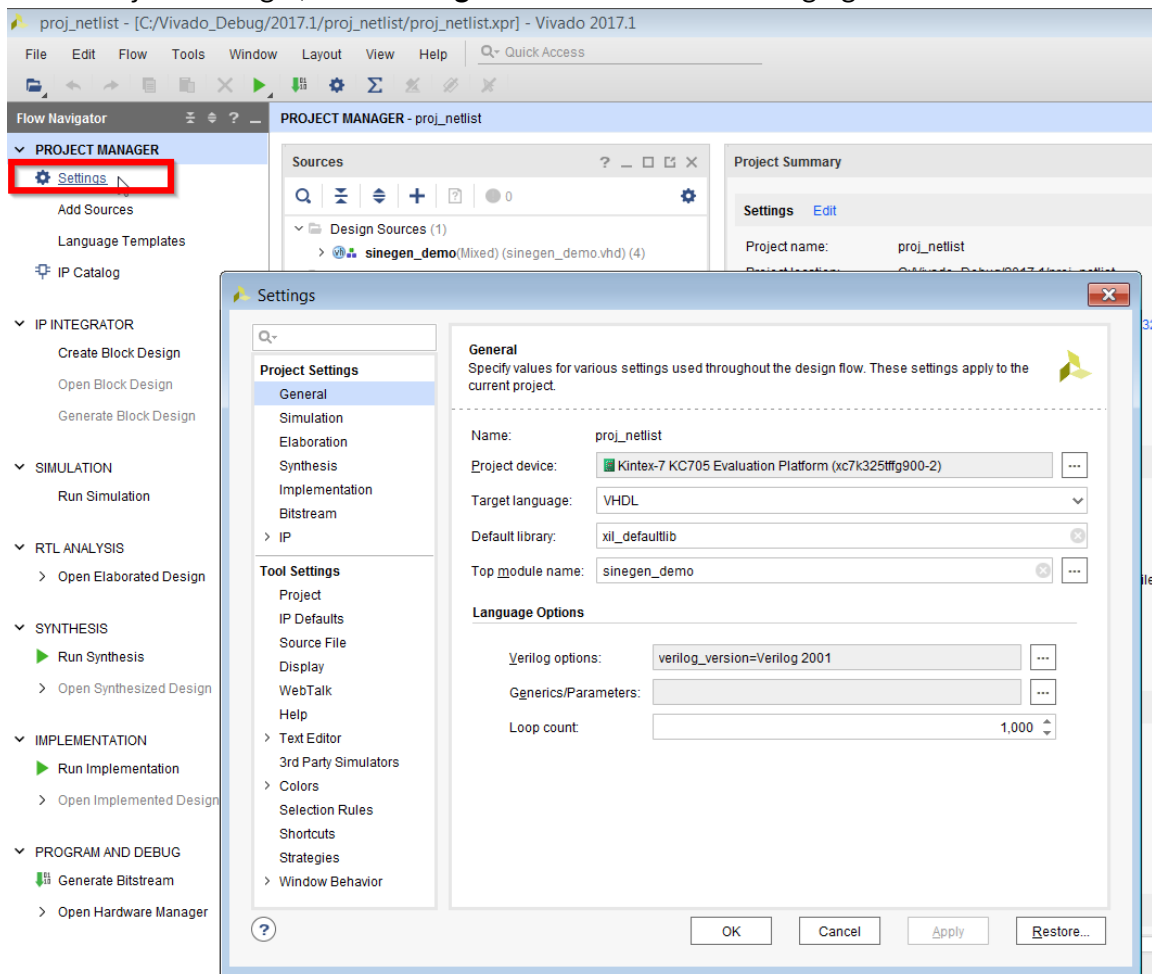 proj_netlist - [C:/Vivado_Debug/2017.1/proj_netlist/proj_netlist.xpr] - Vivado 2017.1
File Edit Flow Tools Window Layout View Help Quick Access
Flow Navigator
PROJECT MANAGER
Settings
Add Sources
Language Templates
IP Catalog
IP INTEGRATOR
Create Block Design
Open Block Design
Generate Block Design
SIMULATION
Run Simulation
RTL ANALYSIS
Open Elaborated Design
SYNTHESIS
Run Synthesis
Open Synthesized Design
IMPLEMENTATION
Run Implementation
Open Implemented Design
PROGRAM AND DEBUG
Generate Bitstream
Open Hardware Manager
PROJECT MANAGER - proj_netlist
Sources
0
Design Sources (1)
sinegen_demo(Mixed) (sinegen_demo.vhd) (4)
Project Summary
Settings Edit
Project name: proj_netlist
Settings
Project Settings
General
Simulation
Elaboration
Synthesis
Implementation
Bitstream
IP
Tool Settings
Project
IP Defaults
Source File
Display
WebTalk
Help
Text Editor
3rd Party Simulators
Colors
Selection Rules
Shortcuts
Strategies
Window Behavior
General
Specify values for various settings used throughout the design flow. These settings apply to the
current project.
Name: proj_netlist
Project device: Kintex-7 KC705 Evaluation Platform (xc7k325tffg900-2)
Target language: VHDL
Default library: xil_defaultlib
Top module name: sinegen_demo
Language Options
Verilog options: verilog_version=Verilog 2001
Generics/Parameters:
Loop count: 1,000
OK Cancel Apply Restore...